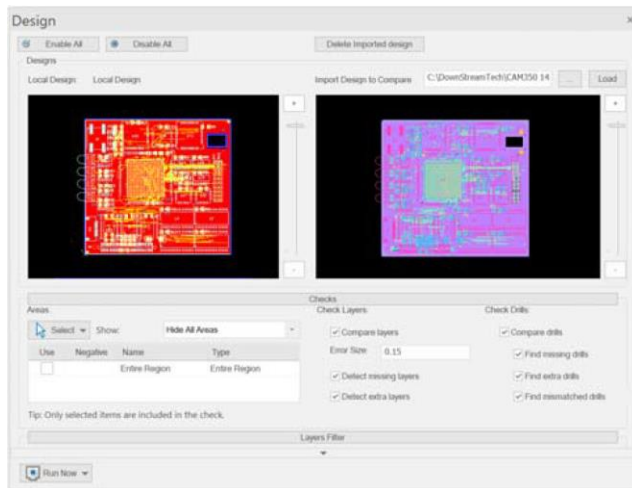 Design
Enable All
Disable All
Delete Imported design
Designs
Local Design: Local Design
Import Design to Compare C:\DownStreamTech\CAM350 14 ... Load
Checks
Areas:
Select Show: Hide All Areas
Use Negative Name Type
Entire Region Entire Region
Tip: Only selected items are included in the check.
Check Layers:
Compare layers
Error Size: 0.15
Detect missing layers
Detect extra layers
Check Drills:
Compare drills
Find missing drills
Find extra drills
Find mismatched drills
Layers Filter
Run Now